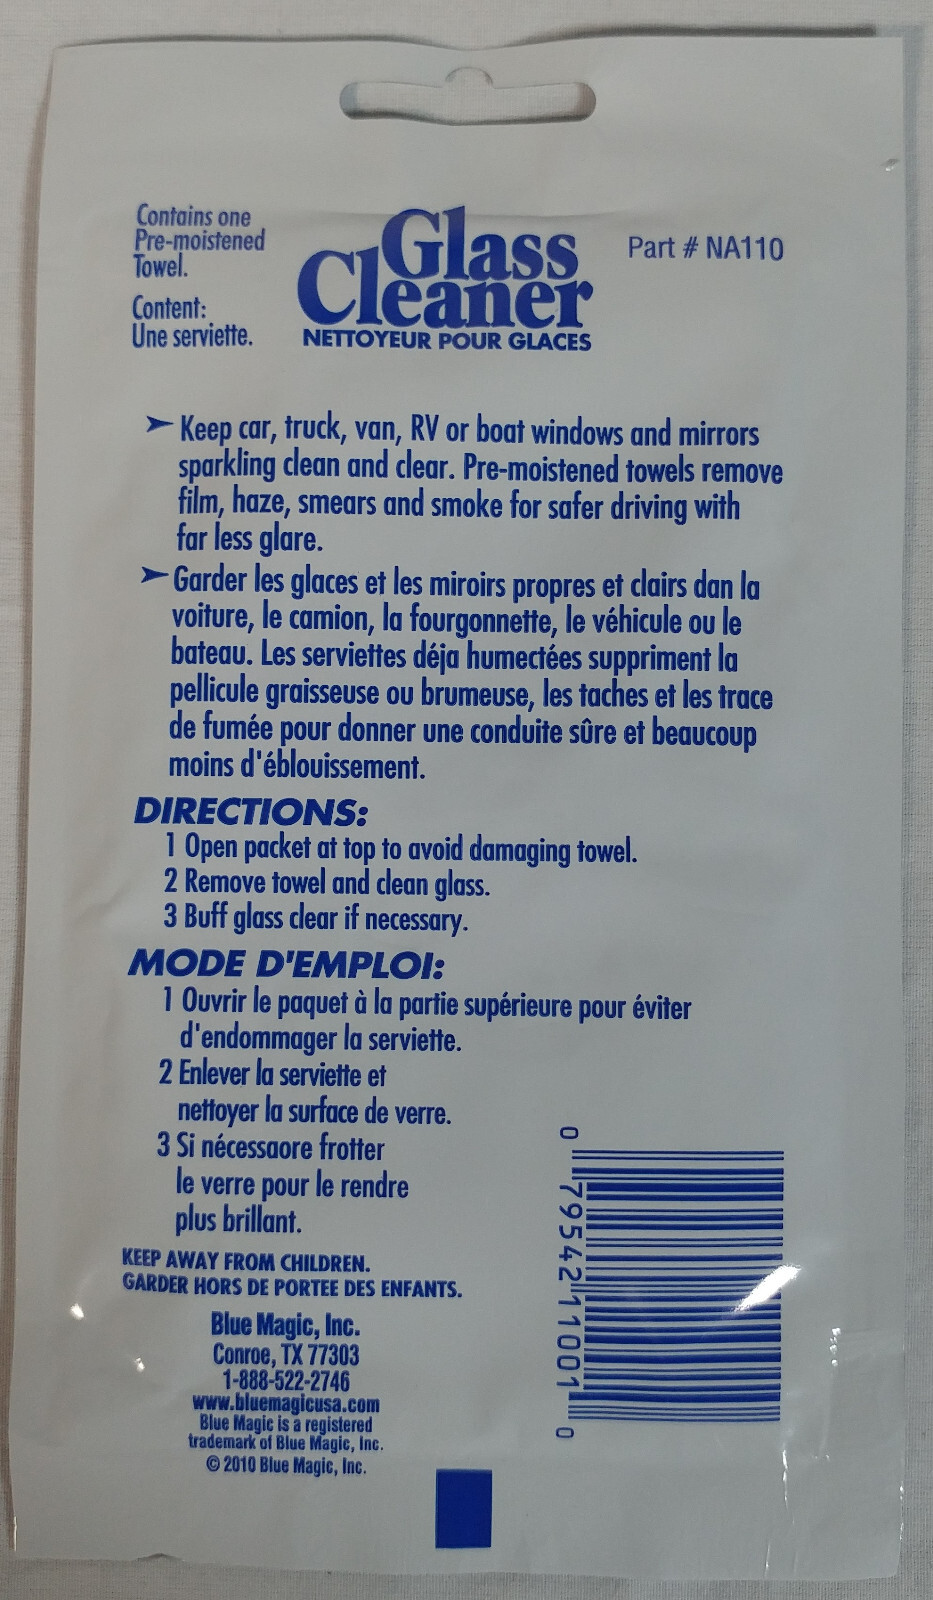 Contains one
Pre-moistened
Towel.
Content:
Une serviette.
Glass
Cleaner
NETTOYEUR POUR GLACES
Part # NA110
➤ Keep car, truck, van, RV or boat windows and mirrors
sparkling clean and clear. Pre-moistened towels remove
film, haze, smears and smoke for safer driving with
far less glare.
➤ Garder les glaces et les miroirs propres et clairs dan la
voiture, le camion, la fourgonnette, le véhicule ou le
bateau. Les serviettes déja humectées suppriment la
pellicule graisseuse ou brumeuse, les taches et les trace
de fumée pour donner une conduite sûre et beaucoup
moins d'éblouissement.
DIRECTIONS:
1 Open packet at top to avoid damaging towel.
2 Remove towel and clean glass.
3 Buff glass clear if necessary.
MODE D'EMPLOI:
1 Ouvrir le paquet à la partie supérieure pour éviter
d'endommager la serviette.
2 Enlever la serviette et
nettoyer la surface de verre.
3 Si nécessaore frotter
le verre pour le rendre
plus brillant.
KEEP AWAY FROM CHILDREN.
GARDER HORS DE PORTEE DES ENFANTS.
Blue Magic, Inc.
Conroe, TX 77303
1-888-522-2746
www.bluemagicusa.com
Blue Magic is a registered
trademark of Blue Magic, Inc.
© 2010 Blue Magic, Inc.
0 79542 11001 0